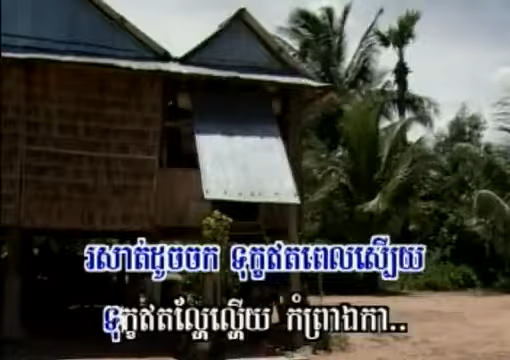 រសាត់ដូចចក ទុក្ខឥតពេលស្បើយ
ទុក្ខឥតល្ហែល្ហើយ កំព្រាងកា..